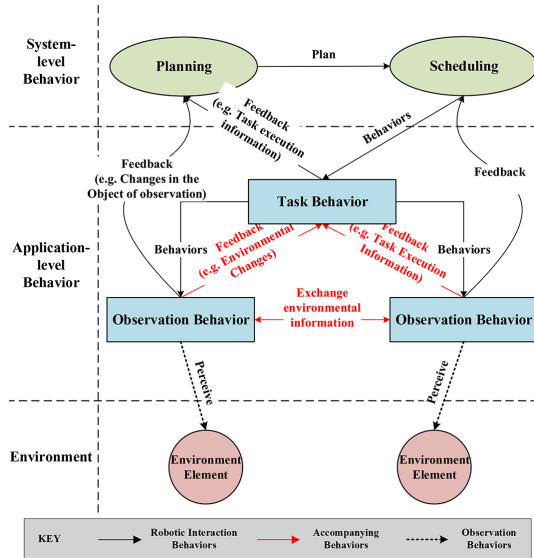 System-
level
Behavior
Planning
Plan
Scheduling
Feedback
(e.g. Task execution
information)
Behaviors
Feedback
(e.g. Changes in the
Object of observation)
Feedback
Task Behavior
Application-
level
Behavior
Behaviors
Feedback
(e.g. Environmental
Changes)
Feedback
(e.g. Task Execution
Information)
Behaviors
Observation Behavior
Exchange
environmental
information
Observation Behavior
Perceive
Perceive
Environment
Environment
Element
Environment
Element
KEY
Robotic Interaction
Behaviors
Accompanying
Behaviors
Observation
Behaviors